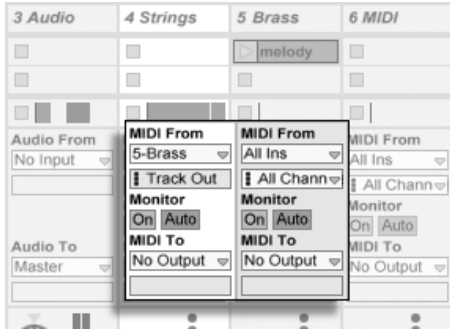 3 Audio 4 Strings 5 Brass 6 MIDI
melody
Audio From
No Input
Audio To
Master
MIDI From
5-Brass
Track Out
Monitor
On Auto
MIDI To
No Output
MIDI From
All Ins
All Chann
Monitor
On Auto
MIDI To
No Output
MIDI From
All Ins
All Chann
Monitor
On Auto
MIDI To
No Output